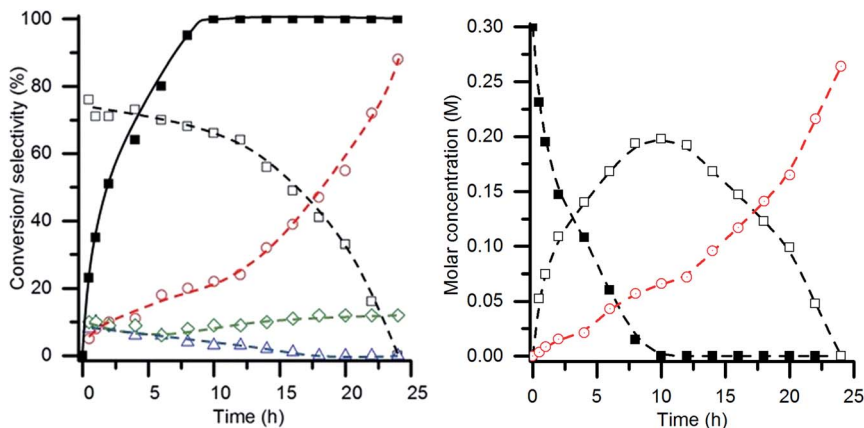 Conversion/ selectivity (%)
100
80
60
40
20
0
0 5 10 15 20 25
Time (h)
Molar concentration (M)
0.30
0.25
0.20
0.15
0.10
0.05
0.00
0 5 10 15 20 25
Time (h)